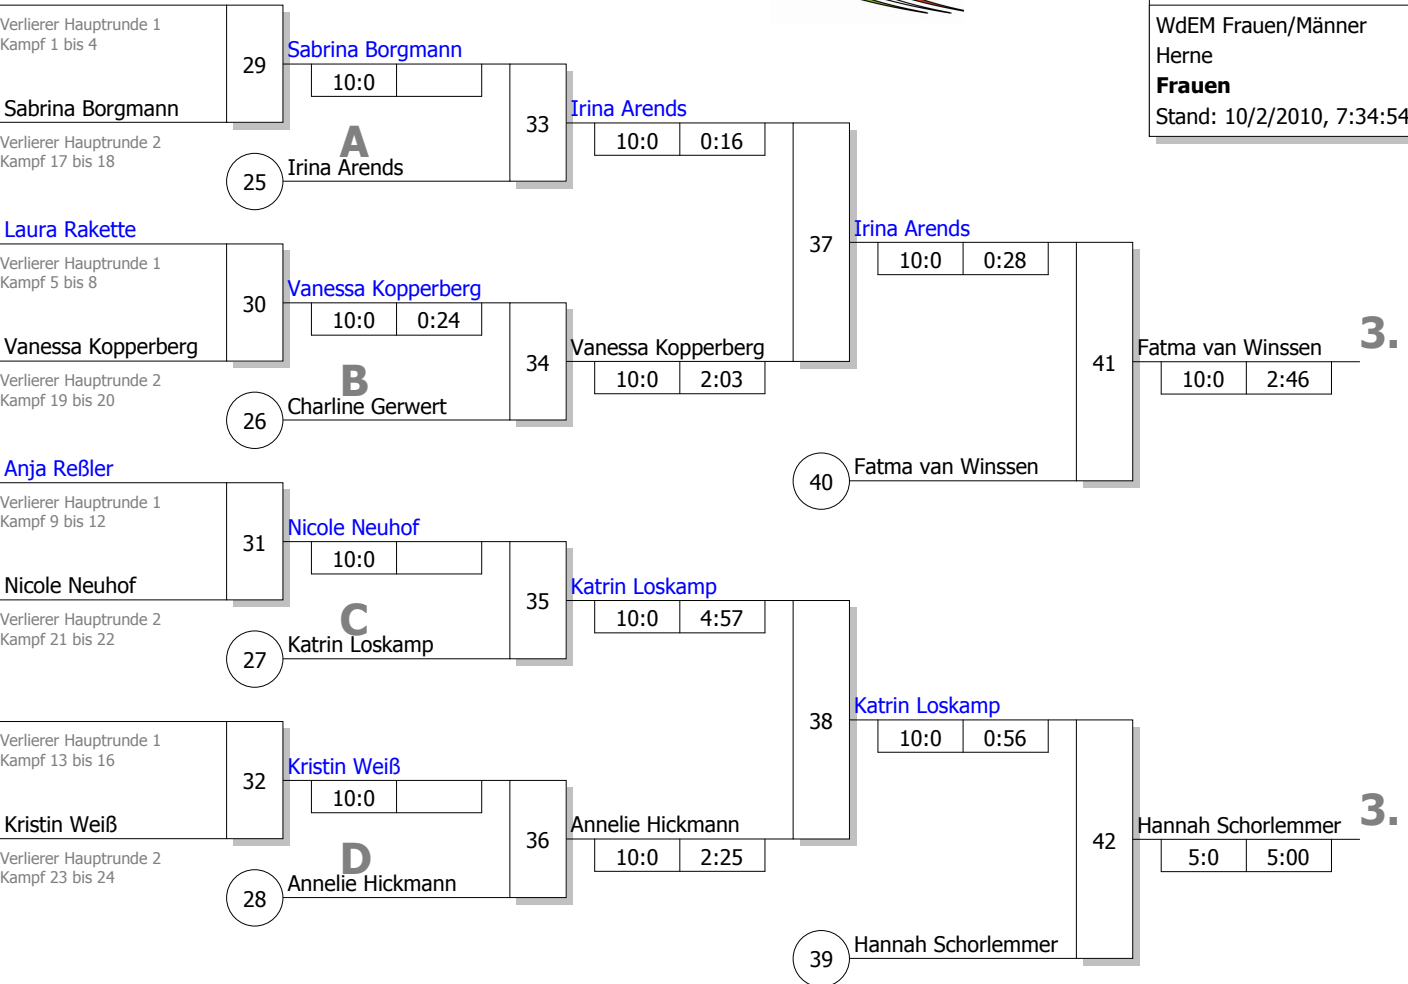 WdEM Frauen/Männer
Herne
Frauen
Stand: 10/2/2010, 7:34:54
Verlierer Hauptrunde 1
Kampf 1 bis 4
29
Sabrina Borgmann
10:0
Sabrina Borgmann
Verlierer Hauptrunde 2
Kampf 17 bis 18
A
25
Irina Arends
33
Irina Arends
10:0 0:16
Laura Rakette
Verlierer Hauptrunde 1
Kampf 5 bis 8
30
Vanessa Kopperberg
10:0 0:24
Vanessa Kopperberg
Verlierer Hauptrunde 2
Kampf 19 bis 20
B
26
Charline Gerwert
34
Vanessa Kopperberg
10:0 2:03
37
Irina Arends
10:0 0:28
40
Fatma van Winssen
41
Fatma van Winssen
10:0 2:46
3.
Anja Reßler
Verlierer Hauptrunde 1
Kampf 9 bis 12
31
Nicole Neuhof
10:0
Nicole Neuhof
Verlierer Hauptrunde 2
Kampf 21 bis 22
C
27
Katrin Loskamp
35
Katrin Loskamp
10:0 4:57
Verlierer Hauptrunde 1
Kampf 13 bis 16
32
Kristin Weiß
10:0
Kristin Weiß
Verlierer Hauptrunde 2
Kampf 23 bis 24
D
28
Annelie Hickmann
36
Annelie Hickmann
10:0 2:25
38
Katrin Loskamp
10:0 0:56
39
Hannah Schorlemmer
42
Hannah Schorlemmer
5:0 5:00
3.